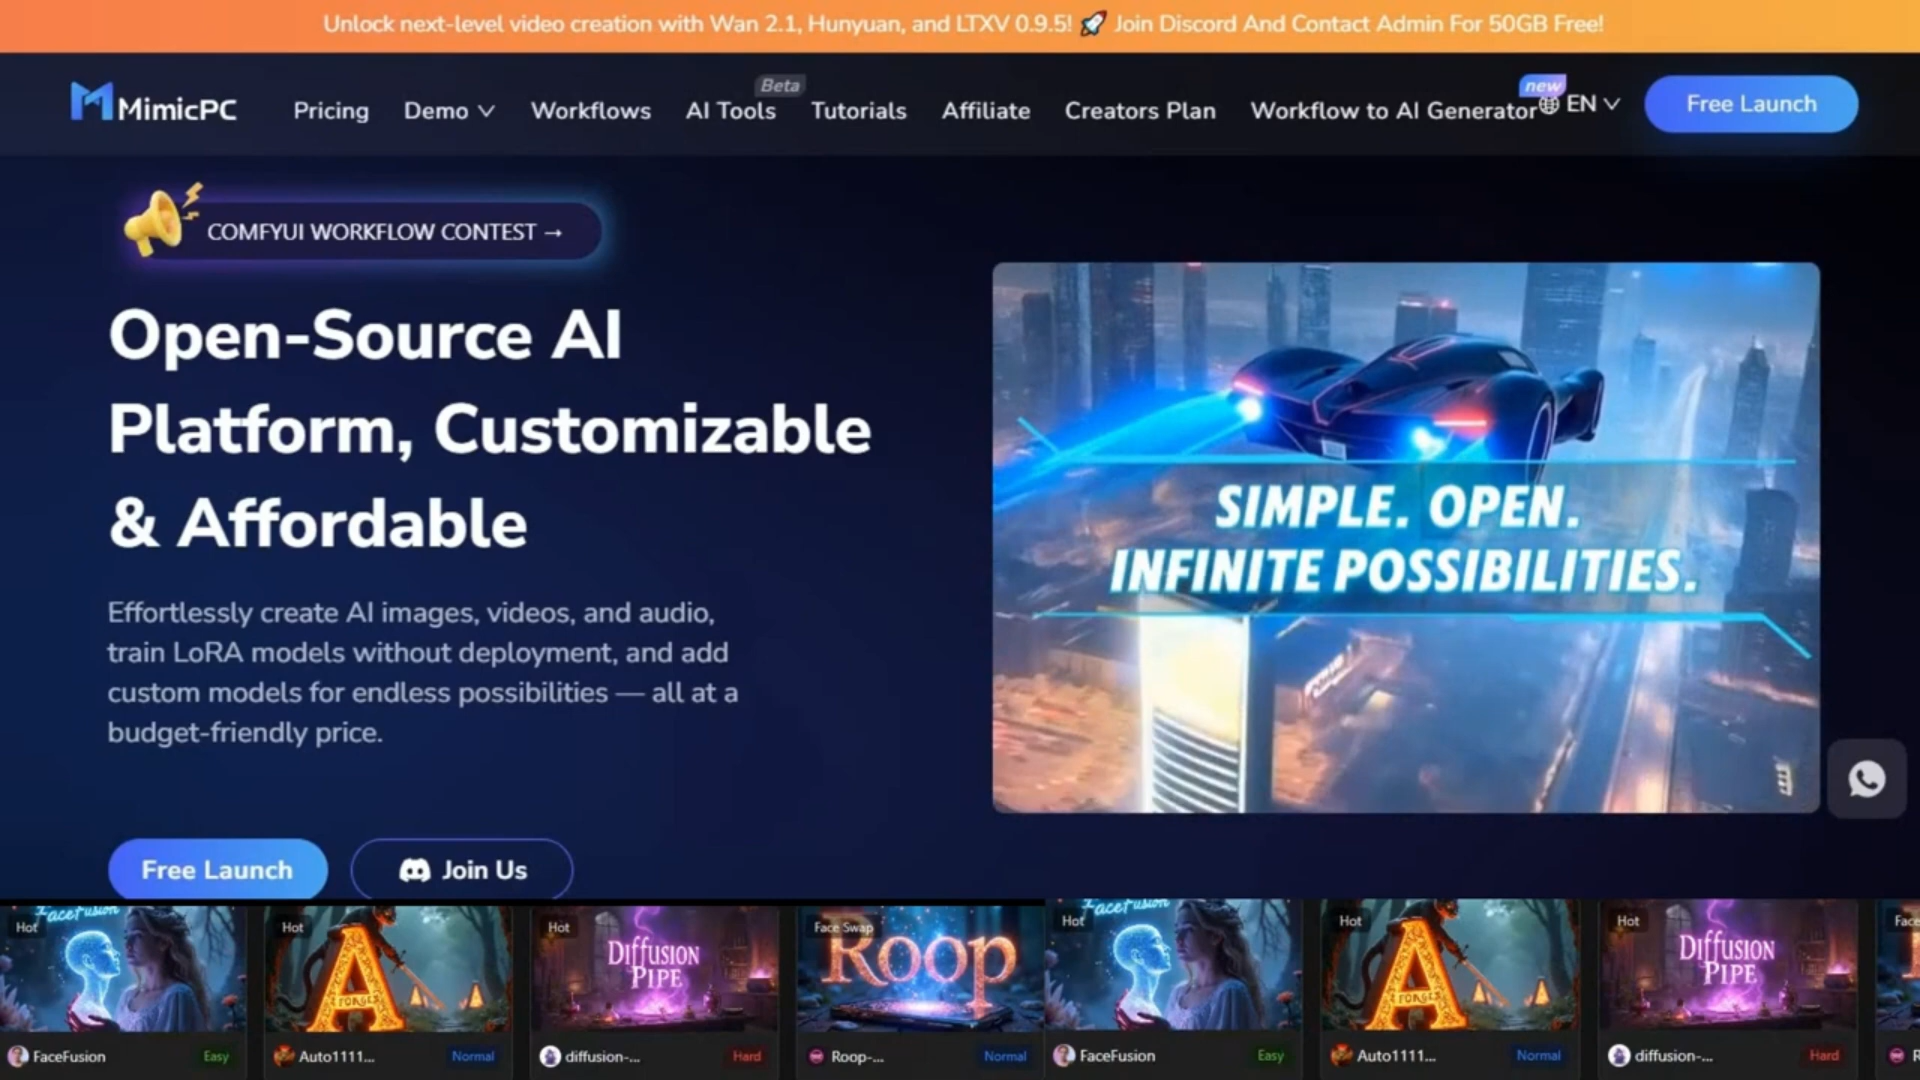 Unlock next-level video creation with Wan 2.1, Hunyuan, and LTXV 0.9.5! 🚀 Join Discord And Contact Admin For 50GB Free!
MimicPC
Pricing
Demo
Workflows
AI Tools
Beta
Tutorials
Affiliate
Creators Plan
Workflow to AI Generator
new
EN
Free Launch
COMFYUI WORKFLOW CONTEST →
Open-Source AI
Platform, Customizable
& Affordable
Effortlessly create AI images, videos, and audio,
train LoRA models without deployment, and add
custom models for endless possibilities — all at a
budget-friendly price.
Free Launch
Join Us
SIMPLE. OPEN.
INFINITE POSSIBILITIES.
Hot
FaceFusion
FaceFusion
Easy
Hot
A
FORGES
Auto1111...
Normal
Hot
DIFFUSION
PIPE
diffusion-...
Hard
Face Swap
Roop
Roop-...
Normal
Hot
FaceFusion
FaceFusion
Easy
Hot
A
FORGES
Auto1111...
Normal
Hot
DIFFUSION
PIPE
diffusion-...
Hard
Face
R